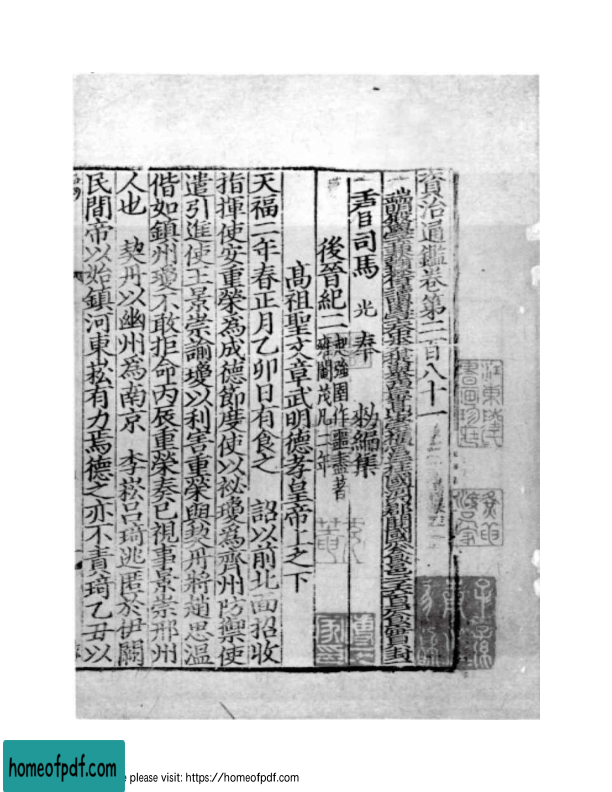 資治通鑑卷第二百八十一
臣司馬 光 奉 勑編集
後晉紀二 起強圉作噩盡著雍閹茂凡二年
高祖聖文章武明德孝皇帝上之下
天福二年春正月乙卯日有食之 詔以前北面招收
指揮使安重榮為成德節度使以祕瓊為齊州防禦使
遣引進使王景崇諭瓊以利害重榮與契丹將趙思溫
偕如鎮州瓊不敢拒命丙辰重榮奏已視事景崇邢州
人也 契丹以幽州為南京 李崧呂琦逃匿於伊闕
民間帝以始鎮河東崧有力焉德之亦不責琦乙丑以
homeofpdf.com
please visit: https://homeofpdf.com